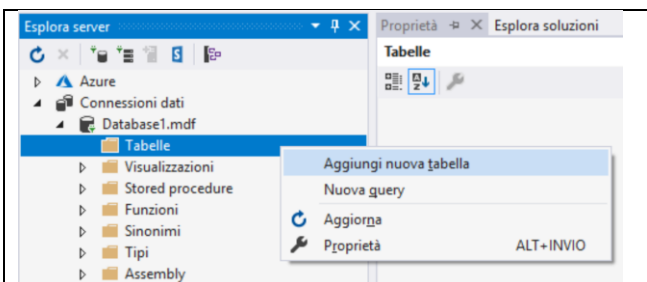 Esplora server
Proprietà
Esplora soluzioni
Tabelle
Azure
Connessioni dati
Database1.mdf
Tabelle
Visualizzazioni
Stored procedure
Funzioni
Sinonimi
Tipi
Assembly
Aggiungi nuova tabella
Nuova query
Aggiorna
Proprietà ALT+INVIO